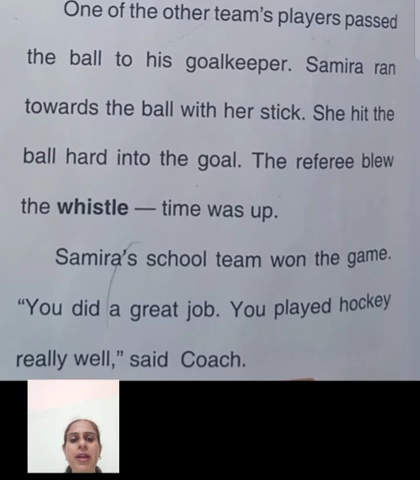 One of the other team's players passed
the ball to his goalkeeper. Samira ran
towards the ball with her stick. She hit the
ball hard into the goal. The referee blew
the whistle — time was up.
Samira's school team won the game.
"You did a great job. You played hockey
really well," said Coach.